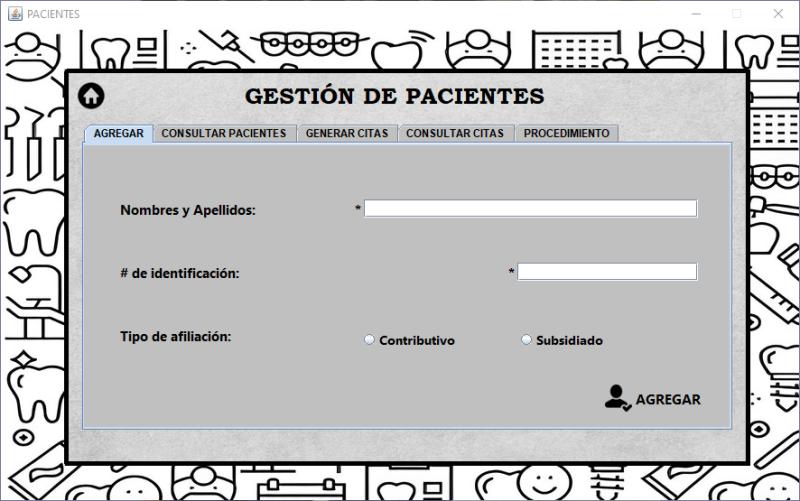 PACIENTES
GESTIÓN DE PACIENTES
AGREGAR CONSULTAR PACIENTES GENERAR CITAS CONSULTAR CITAS PROCEDIMIENTO
Nombres y Apellidos: *
# de identificación: *
Tipo de afiliación: Contributivo Subsidiado
AGREGAR